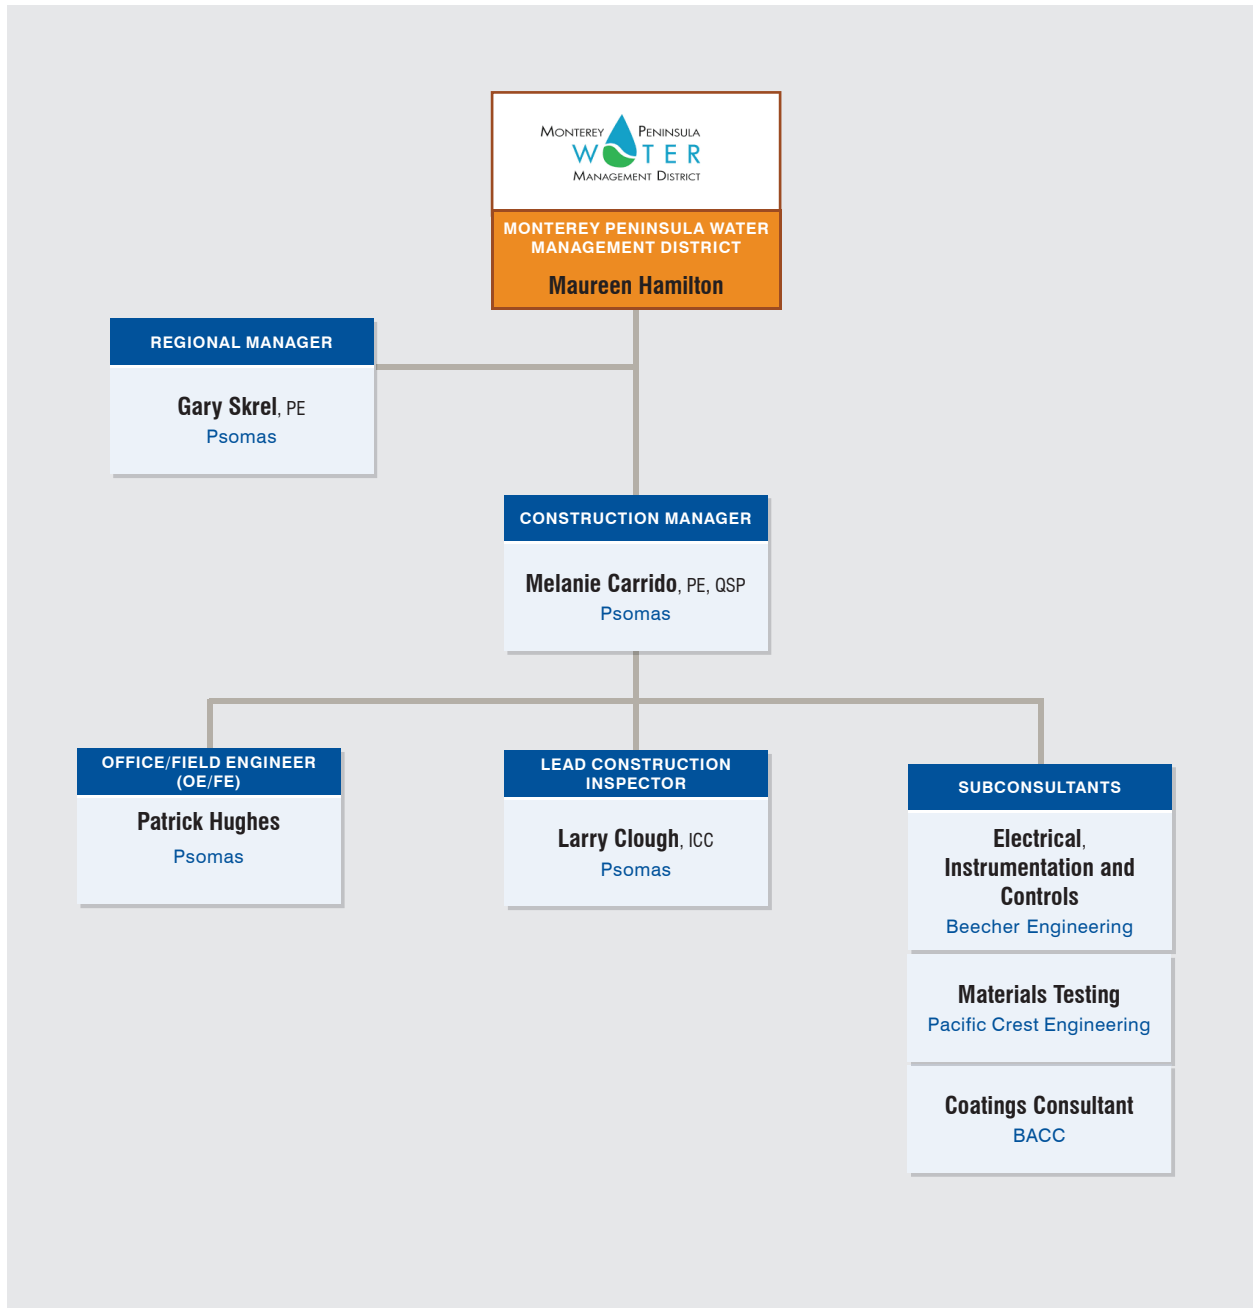 MONTEREY PENINSULA
WATER
MANAGEMENT DISTRICT
MONTEREY PENINSULA WATER
MANAGEMENT DISTRICT
Maureen Hamilton
REGIONAL MANAGER
Gary Skrel, PE
Psomas
CONSTRUCTION MANAGER
Melanie Carrido, PE, QSP
Psomas
OFFICE/FIELD ENGINEER
(OE/FE)
Patrick Hughes
Psomas
LEAD CONSTRUCTION
INSPECTOR
Larry Clough, ICC
Psomas
SUBCONSULTANTS
Electrical,
Instrumentation and
Controls
Beecher Engineering
Materials Testing
Pacific Crest Engineering
Coatings Consultant
BACC